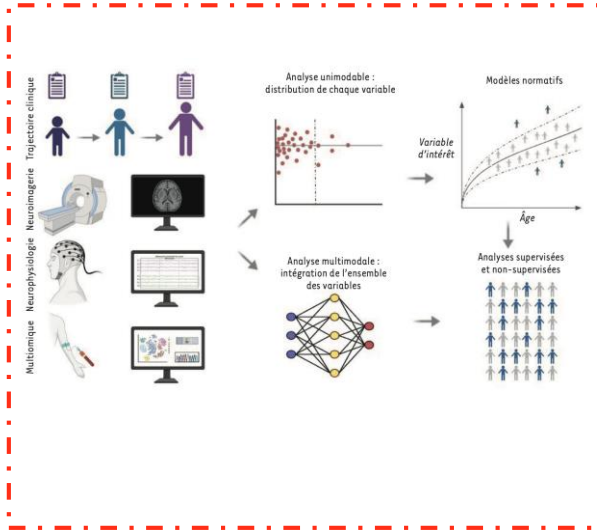 Trajectoire clinique
Neuroimagerie
Neurophysiologie
Multiomique
Analyse unimodable :
distribution de chaque variable
Analyse multimodale :
intégration de l'ensemble
des variables
Modèles normatifs
Variable
d'intérêt
Âge
Analyses supervisées
et non-supervisées